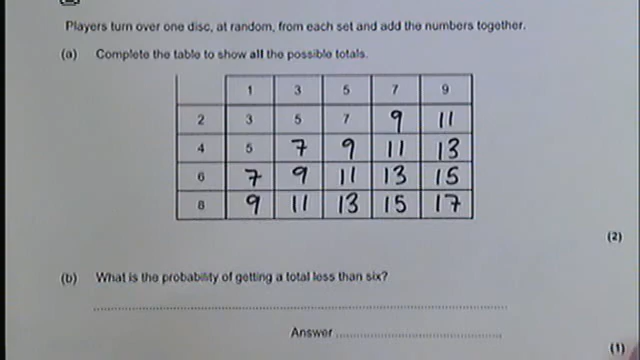 Players turn over one disc, at random, from each set and add the numbers together.
(a) Complete the table to show all the possible totals.
1 3 5 7 9
2 3 5 7 9 11
4 5 7 9 11 13
6 7 9 11 13 15
8 9 11 13 15 17
(2)
(b) What is the probability of getting a total less than six?
Answer
(1)